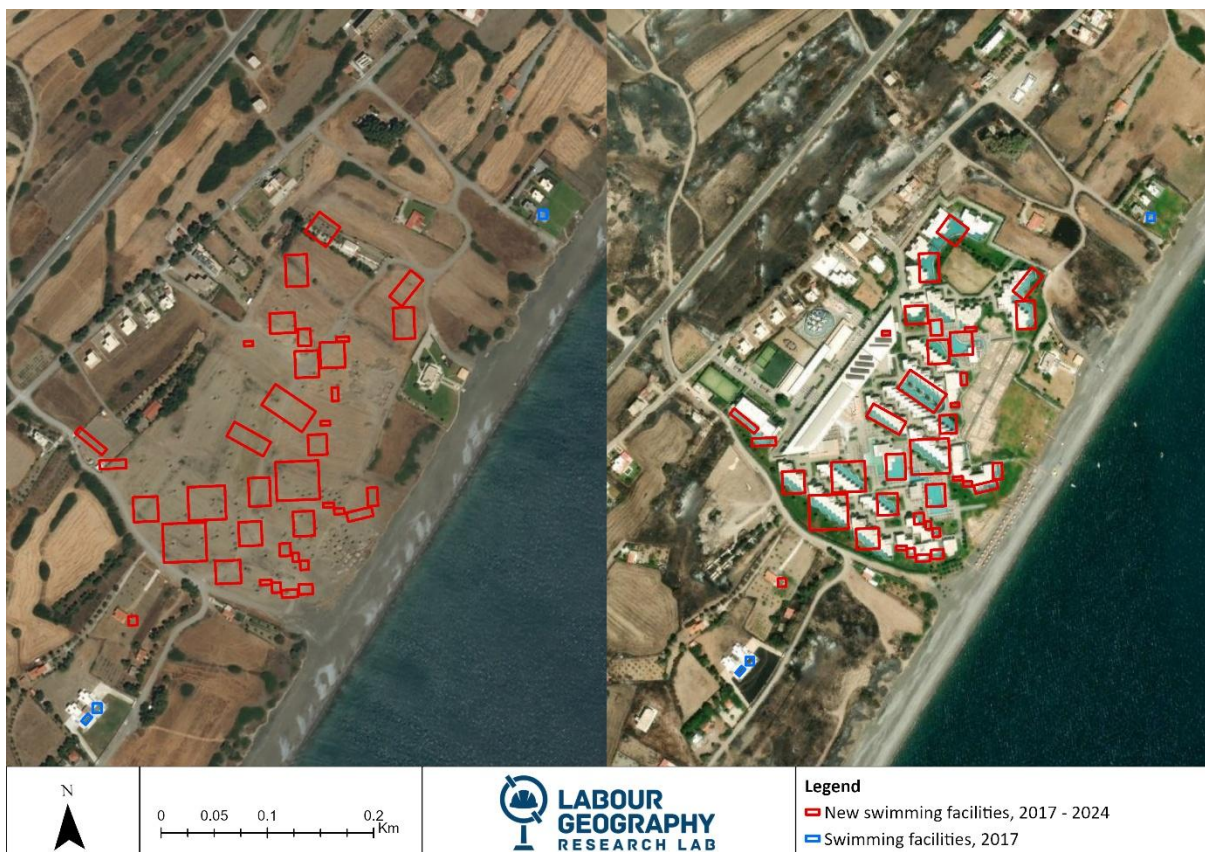 N
0 0.05 0.1 0.2
Km
LABOUR
GEOGRAPHY
RESEARCH LAB
Legend
New swimming facilities, 2017 - 2024
Swimming facilities, 2017